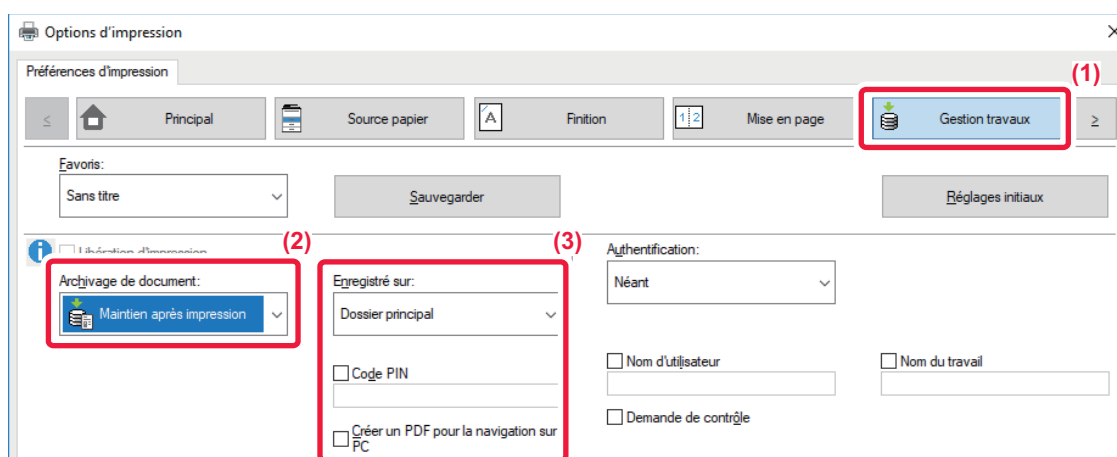 Options d'impression
Préférences d'impression
(1)
Principal
Source papier
Finition
Mise en page
Gestion travaux
Favoris:
Sans titre
Sauvegarder
Réglages initiaux
(2)
(3)
Libération d'impression
Authentification:
Archivage de document:
Enregistré sur:
Néant
Maintien après impression
Dossier principal
Code PIN
Nom d'utilisateur
Nom du travail
Créer un PDF pour la navigation sur
PC
Demande de contrôle